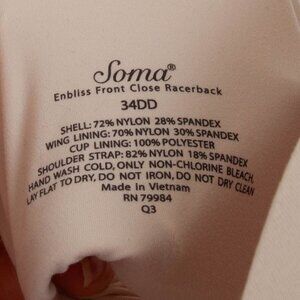 Soma®
Enbliss Front Close Racerback
34DD
SHELL: 72% NYLON 28% SPANDEX
WING LINING: 70% NYLON 30% SPANDEX
CUP LINING: 100% POLYESTER
SHOULDER STRAP: 82% NYLON 18% SPANDEX
HAND WASH COLD, ONLY NON-CHLORINE BLEACH,
LAY FLAT TO DRY, DO NOT IRON, DO NOT DRY CLEAN
Made in Vietnam
RN 79984
Q3